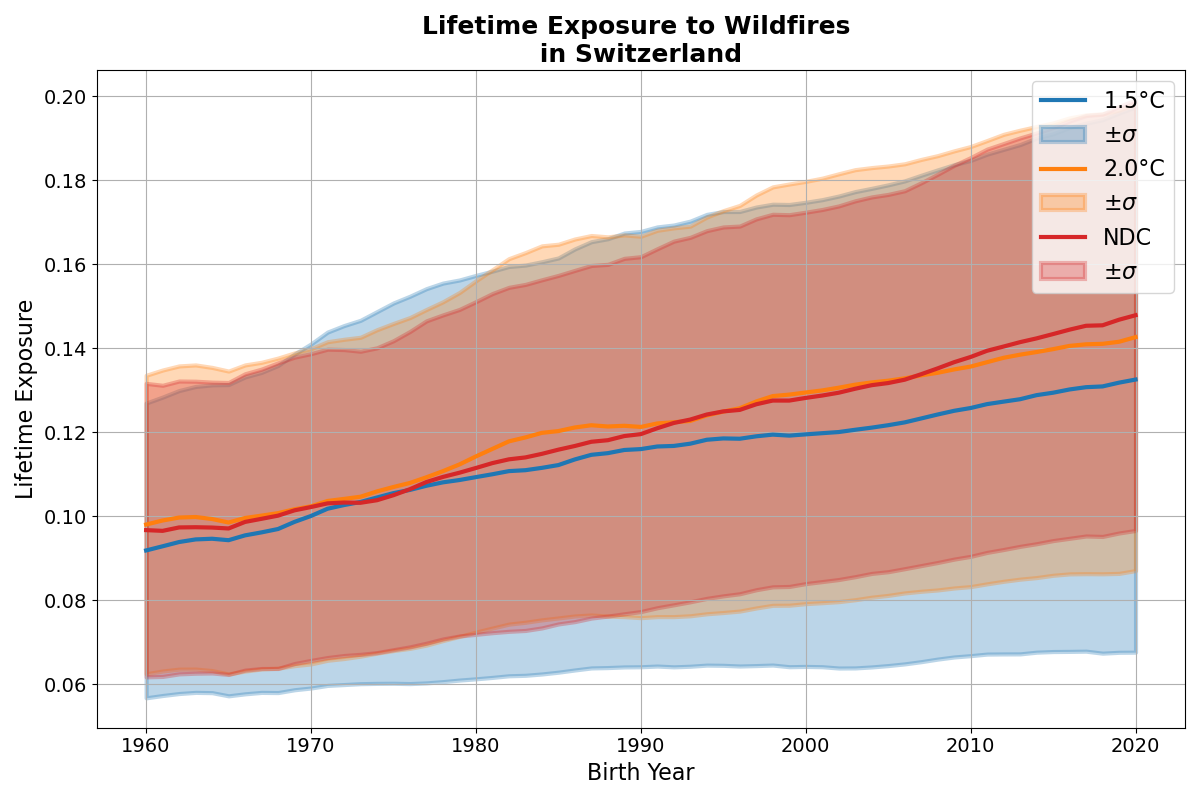 Lifetime Exposure to Wildfires
in Switzerland
Lifetime Exposure
0.20
0.18
0.16
0.14
0.12
0.10
0.08
0.06
1960
1970
1980
1990
2000
2010
2020
Birth Year
1.5°C
±σ
2.0°C
±σ
NDC
±σ